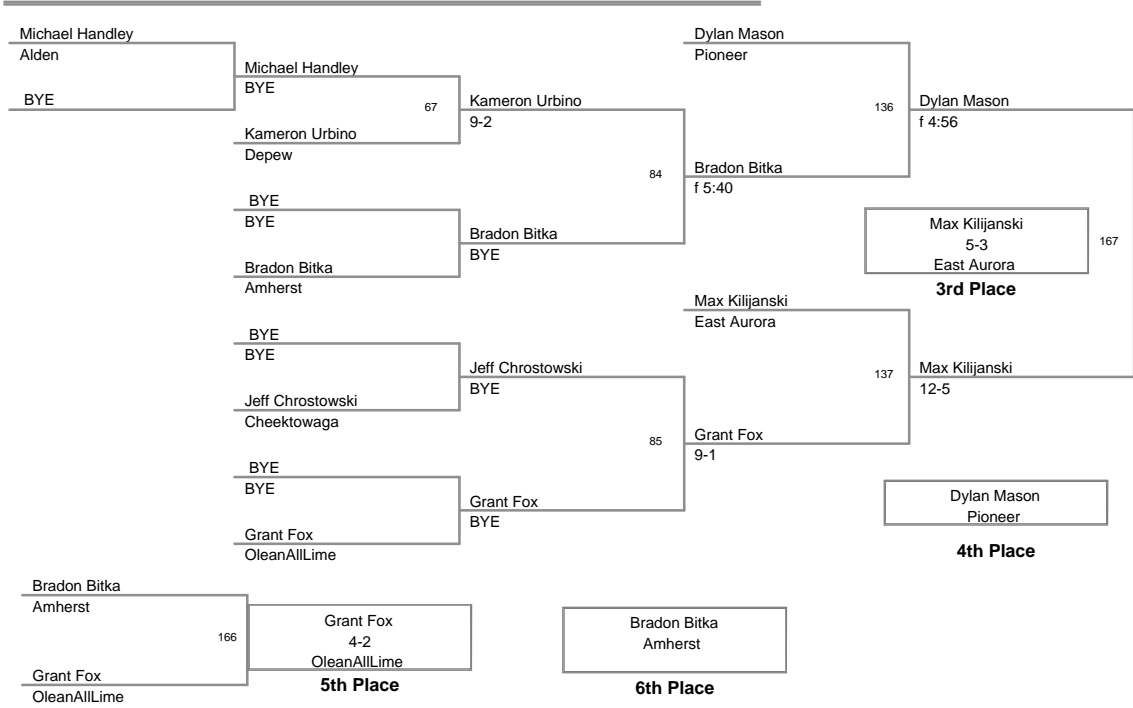 Michael Handley
Alden
BYE
Michael Handley
BYE
67
Kameron Urbino
Depew
Kameron Urbino
9-2
BYE
BYE
Bradon Bitka
Amherst
Bradon Bitka
BYE
84
BYE
BYE
Jeff Chrostowski
Cheektowaga
Jeff Chrostowski
BYE
85
BYE
BYE
Grant Fox
OleanAllLime
Grant Fox
BYE
Dylan Mason
Pioneer
136
Bradon Bitka
f 5:40
Dylan Mason
f 4:56
Max Kilijanski
5-3
East Aurora
167
3rd Place
Max Kilijanski
East Aurora
137
Grant Fox
9-1
Max Kilijanski
12-5
Dylan Mason
Pioneer
4th Place
Bradon Bitka
Amherst
166
Grant Fox
OleanAllLime
Grant Fox
4-2
OleanAllLime
5th Place
Bradon Bitka
Amherst
6th Place